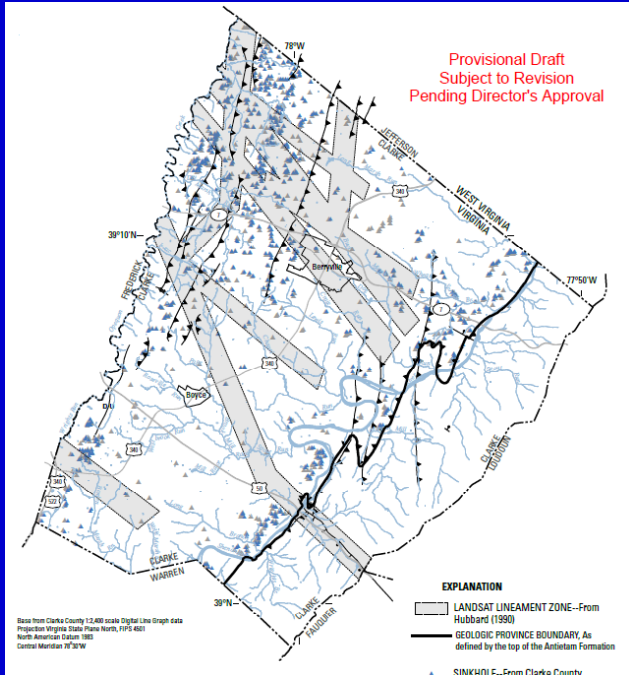 Provisional Draft
Subject to Revision
Pending Director's Approval
78°W
JEFFERSON
CLARKE
WEST VIRGINIA
VIRGINIA
340
7
39°10'N
FREDERICK
CLARKE
Berryville
77°50'W
7
340
Boyce
D U
340
340
522
50
CLARKE
LOUDOUN
CLARKE
WARREN
39°N
CLARKE
FAUQUIER
Base from Clarke County 1:2,400 scale Digital Line Graph data
Projection Virginia State Plane North, FIPS 4501
North American Datum 1983
Central Meridian 78°30'W
EXPLANATION
LANDSAT LINEAMENT ZONE--From
Hubbard (1990)
GEOLOGIC PROVINCE BOUNDARY, As
defined by the top of the Antietam Formation
SINKHOLE--From Clarke County